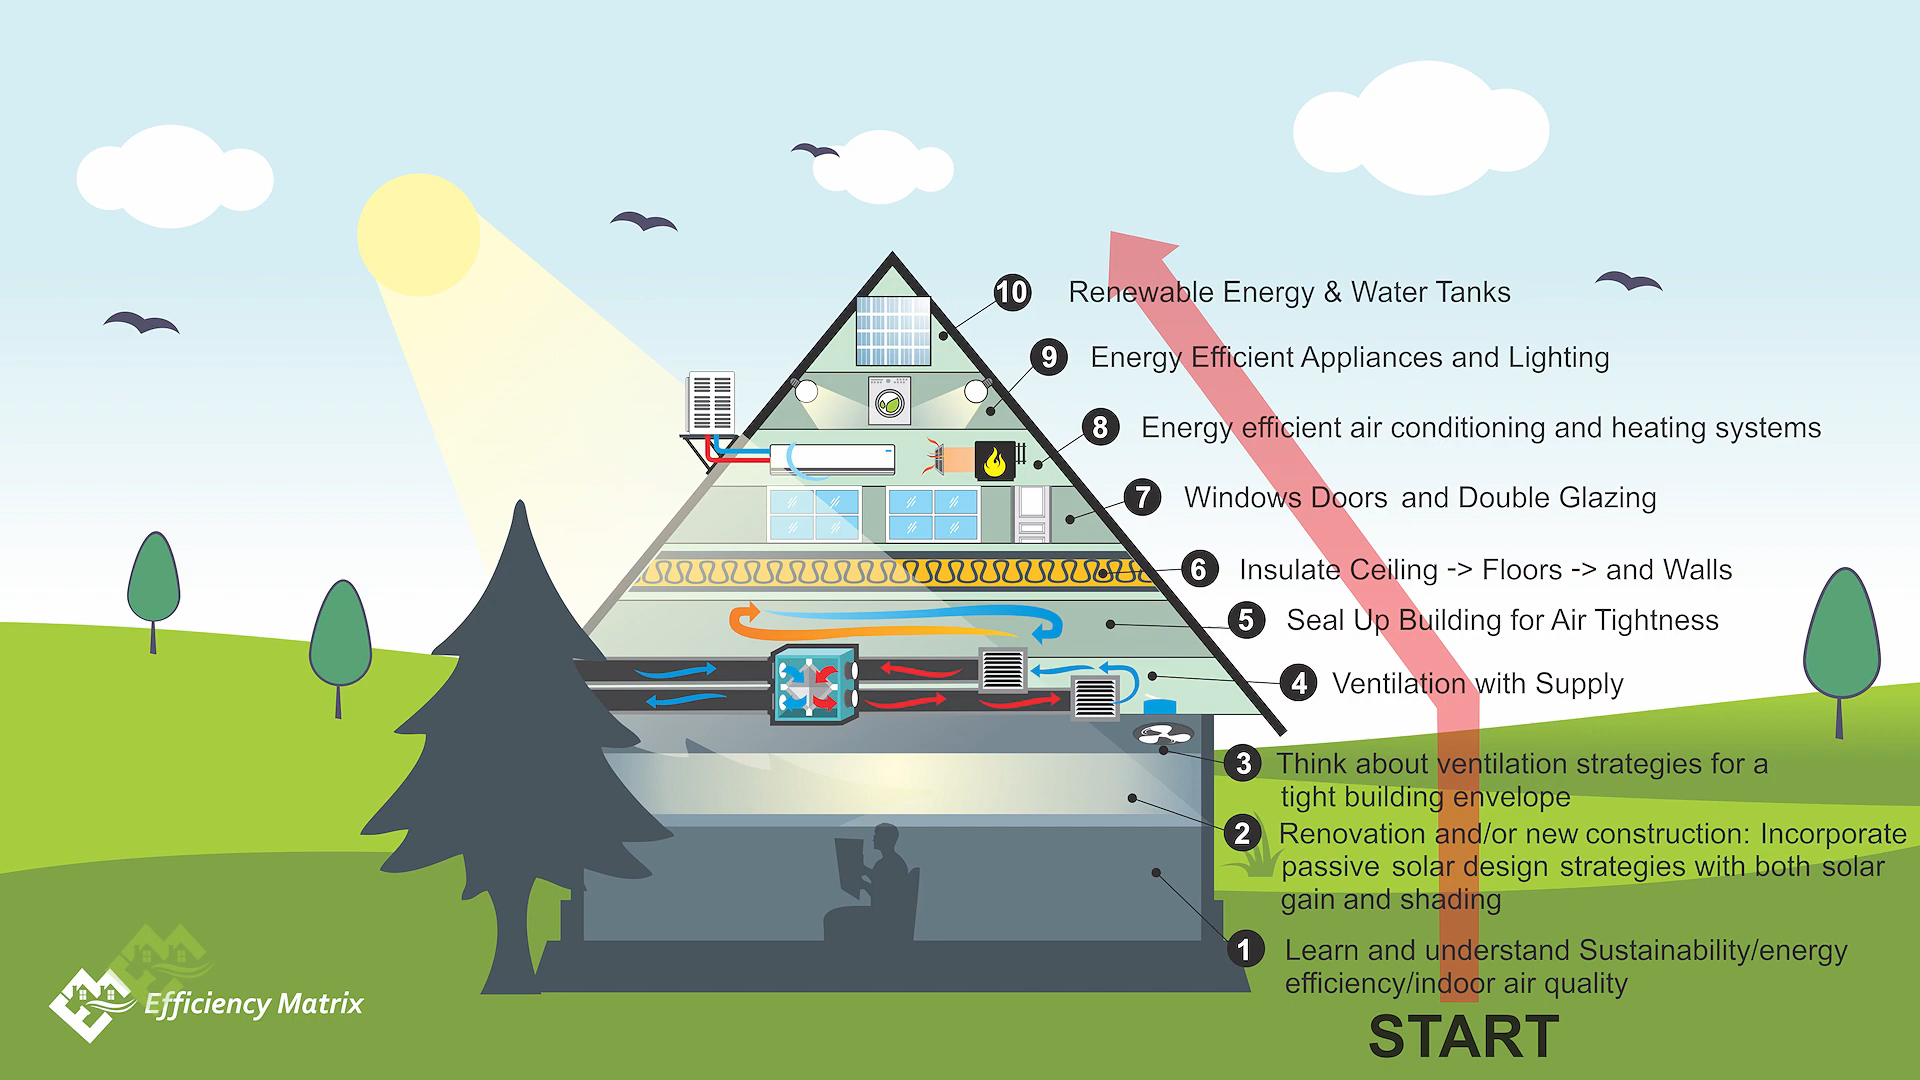 10 Renewable Energy & Water Tanks
9 Energy Efficient Appliances and Lighting
8 Energy efficient air conditioning and heating systems
7 Windows Doors and Double Glazing
6 Insulate Ceiling -> Floors -> and Walls
5 Seal Up Building for Air Tightness
4 Ventilation with Supply
3 Think about ventilation strategies for a
tight building envelope
2 Renovation and/or new construction: Incorporate
passive solar design strategies with both solar
gain and shading
1 Learn and understand Sustainability/energy
efficiency/indoor air quality
START
Efficiency Matrix